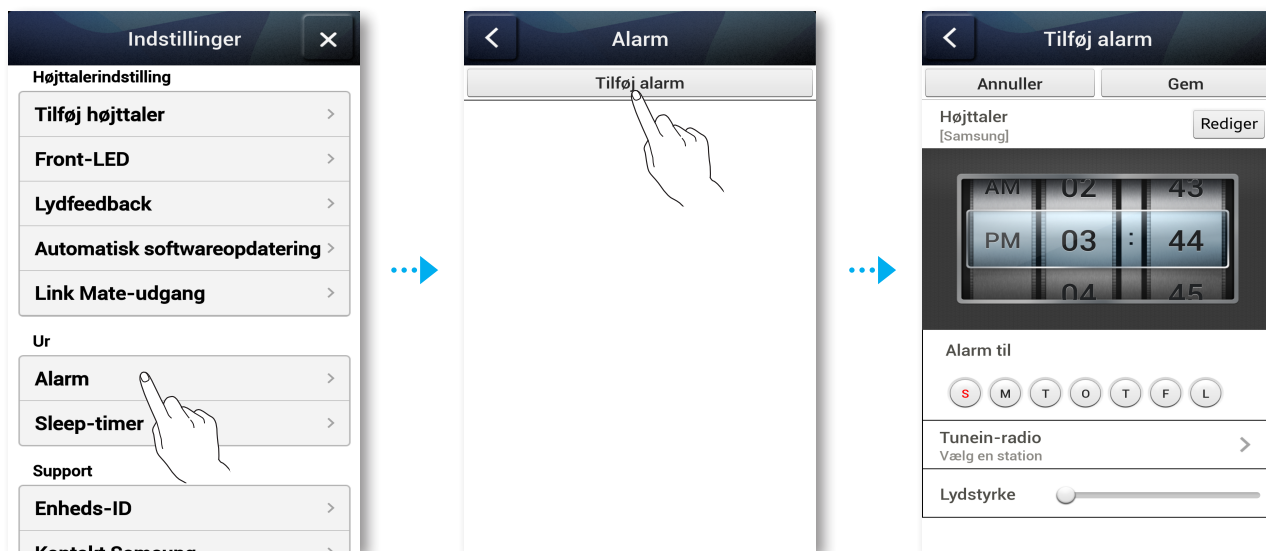 Indstillinger
Højttalerindstilling
Tilføj højttaler
Front-LED
Lydfeedback
Automatisk softwareopdatering
Link Mate-udgang
Ur
Alarm
Sleep-timer
Support
Enheds-ID
Kontakt Samsung
Alarm
Tilføj alarm
Tilføj alarm
Annuller Gem
Højttaler
[Samsung]
Rediger
AM 02 43
PM 03 : 44
04 45
Alarm til
S M T O T F L
Tunein-radio
Vælg en station
Lydstyrke